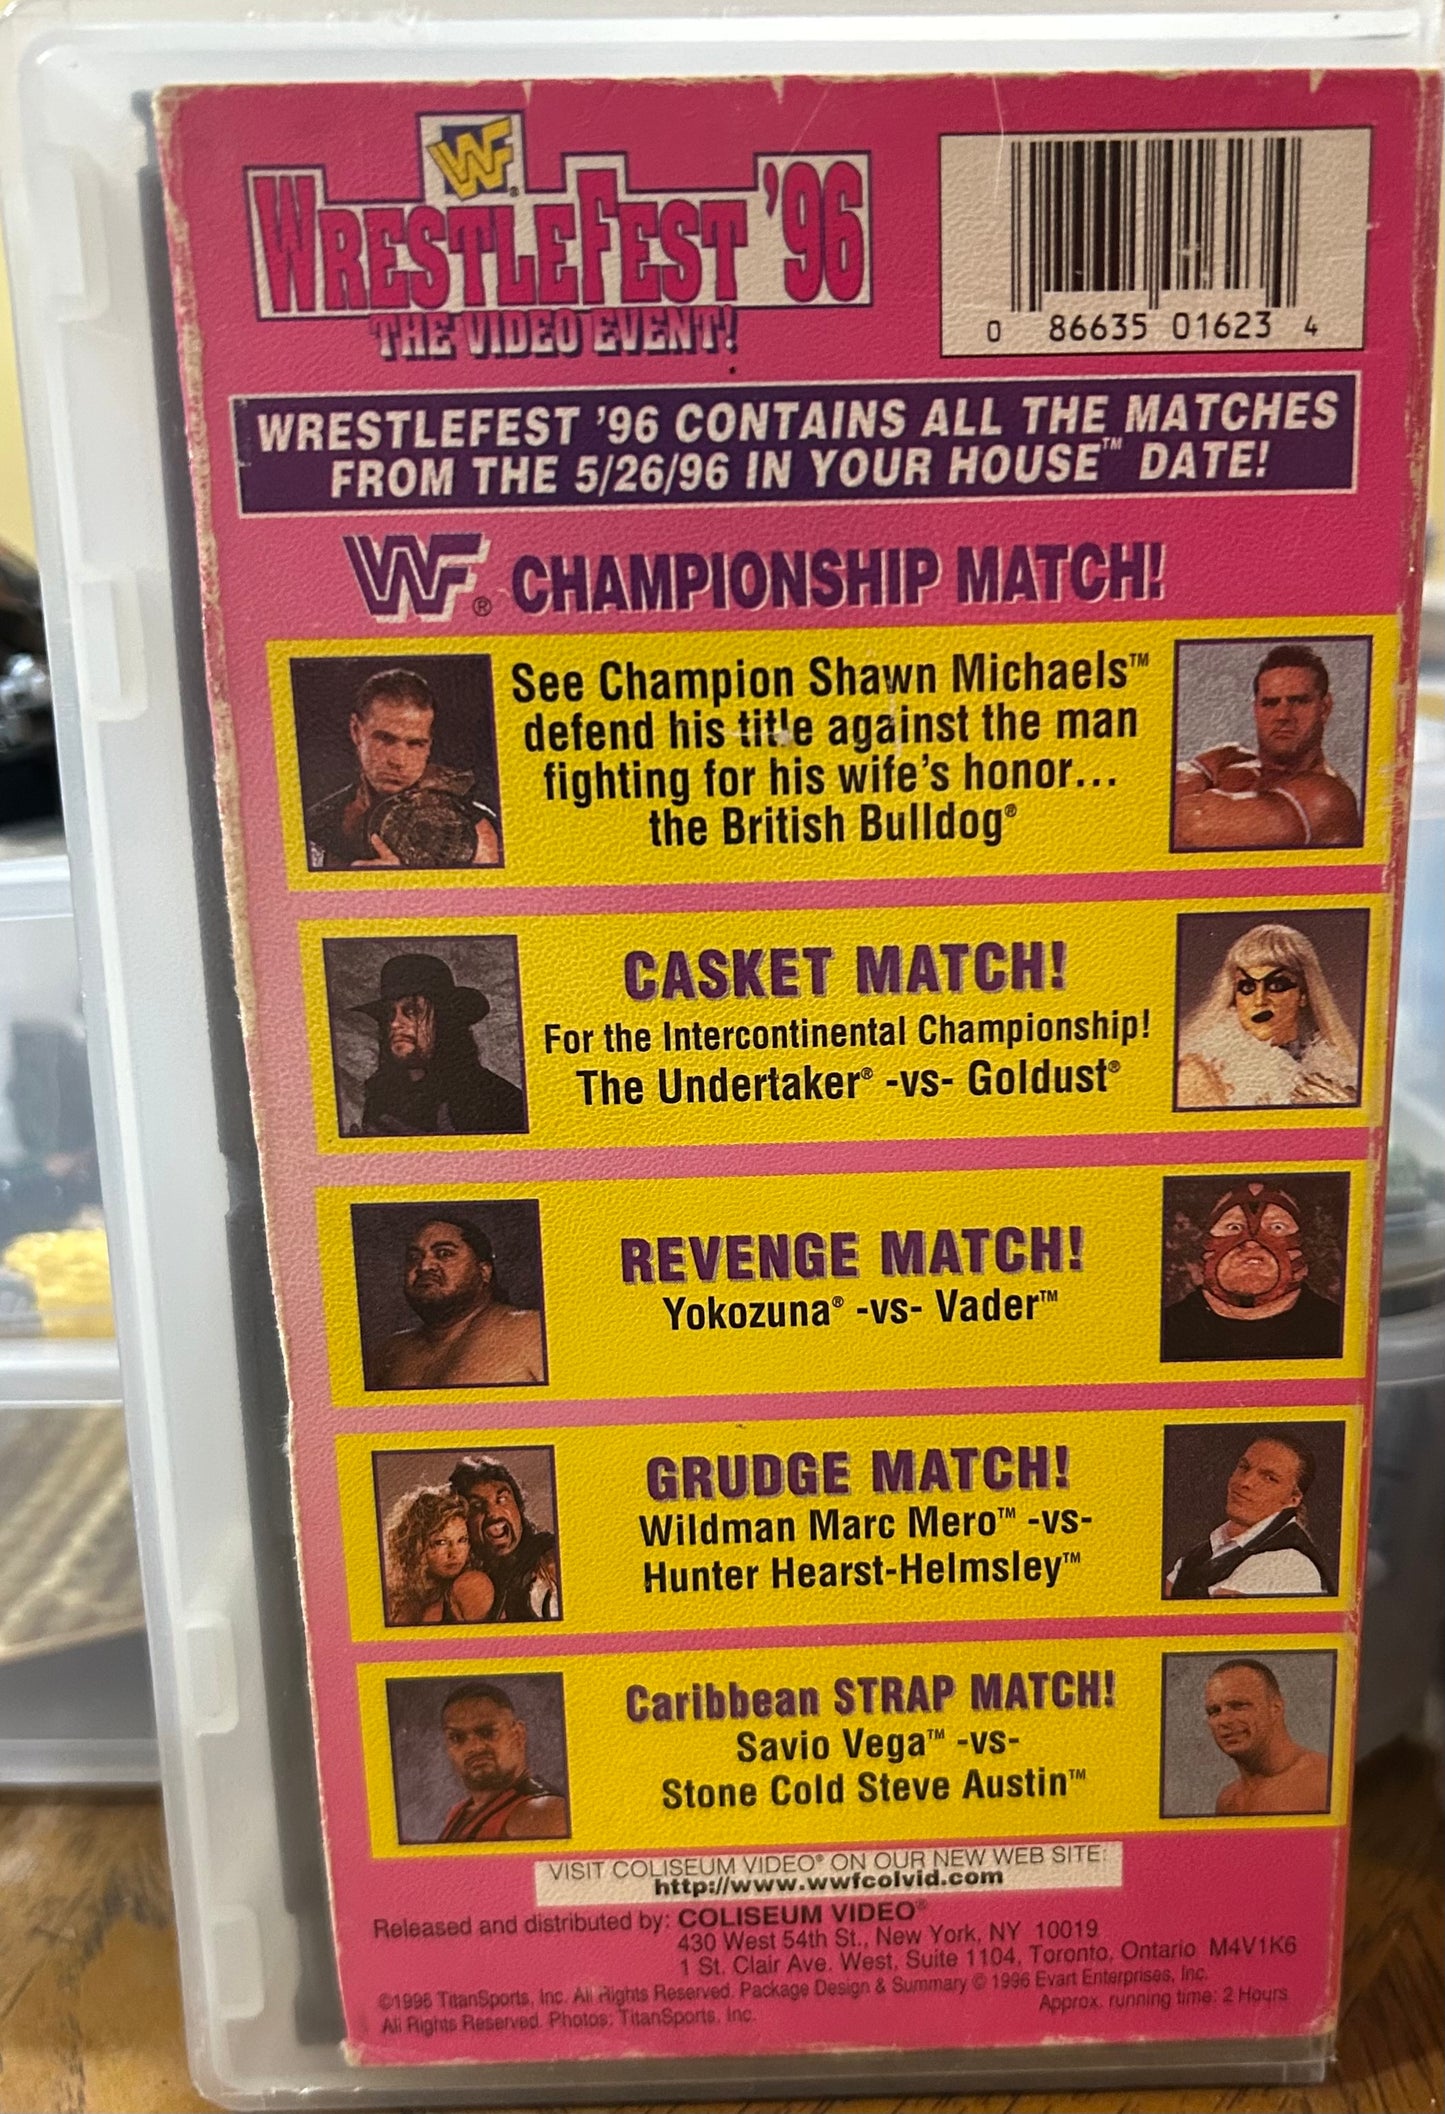 WF®
WRESTLEFEST '96
THE VIDEO EVENT!
0 86635 01623 4
WRESTLEFEST '96 CONTAINS ALL THE MATCHES
FROM THE 5/26/96 IN YOUR HOUSE™ DATE!
WF® CHAMPIONSHIP MATCH!
See Champion Shawn Michaels™
defend his title against the man
fighting for his wife's honor...
the British Bulldog®
CASKET MATCH!
For the Intercontinental Championship!
The Undertaker® -vs- Goldust®
REVENGE MATCH!
Yokozuna® -vs- Vader™
GRUDGE MATCH!
Wildman Marc Mero™ -vs-
Hunter Hearst-Helmsley™
Caribbean STRAP MATCH!
Savio Vega™ -vs-
Stone Cold Steve Austin™
VISIT COLISEUM VIDEO® ON OUR NEW WEB SITE:
http://www.wwfcolvid.com
Released and distributed by: COLISEUM VIDEO®
430 West 54th St., New York, NY 10019
1 St. Clair Ave. West, Suite 1104, Toronto, Ontario M4V1K6
©1996 TitanSports, Inc. All Rights Reserved. Package Design & Summary © 1996 Evart Enterprises, Inc.
All Rights Reserved. Photos: TitanSports, Inc.
Approx. running time: 2 Hours